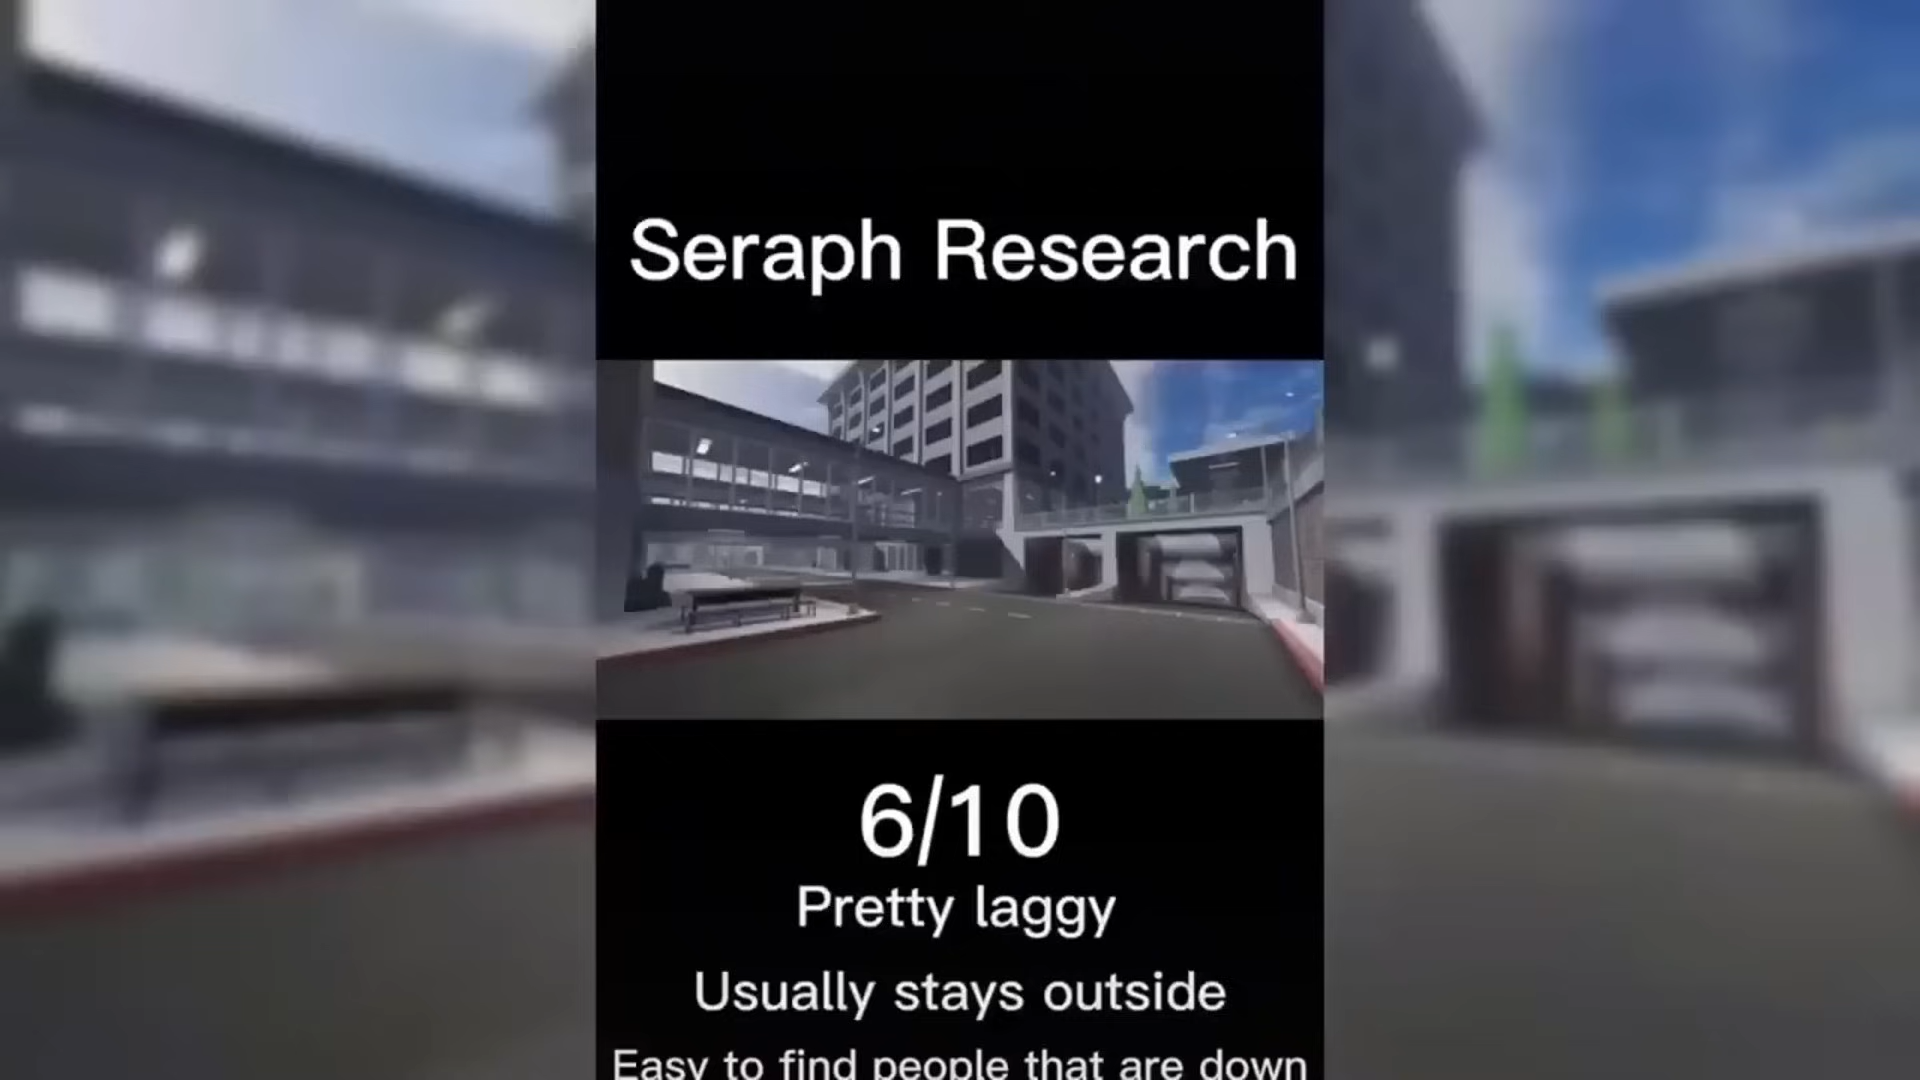 Seraph Research
6/10
Pretty laggy
Usually stays outside
Easy to find people that are down